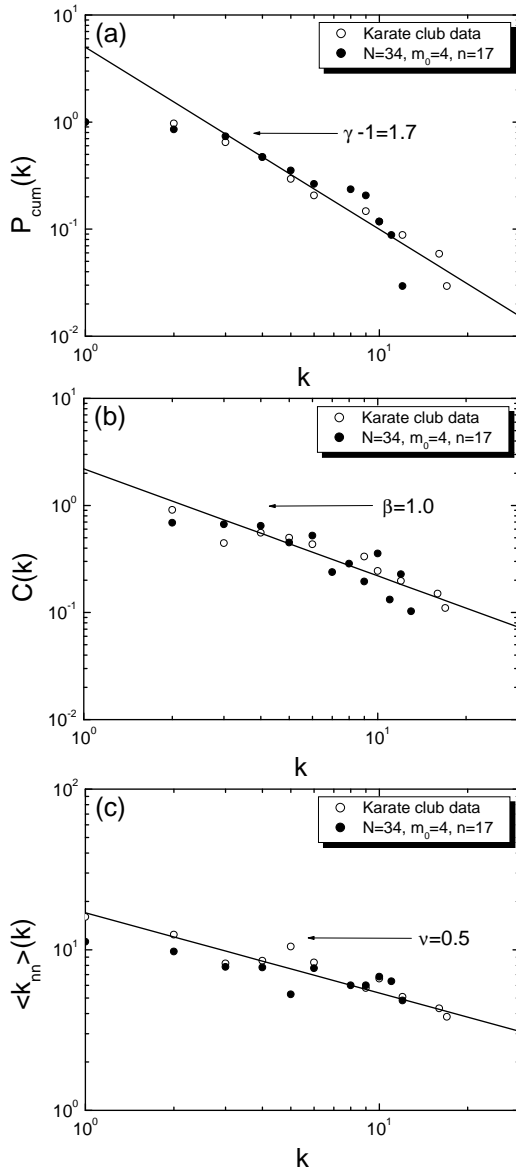 (a)
Karate club data
N=34, m₀=4, n=17
γ -1=1.7
P_cum(k)
10¹
10⁰
10⁻¹
10⁻²
10⁰
10¹
k
(b)
Karate club data
N=34, m₀=4, n=17
β=1.0
C(k)
10¹
10⁰
10⁻¹
10⁻²
10⁰
10¹
k
(c)
Karate club data
N=34, m₀=4, n=17
ν=0.5
<k_nn>(k)
10²
10¹
10⁰
10⁰
10¹
k